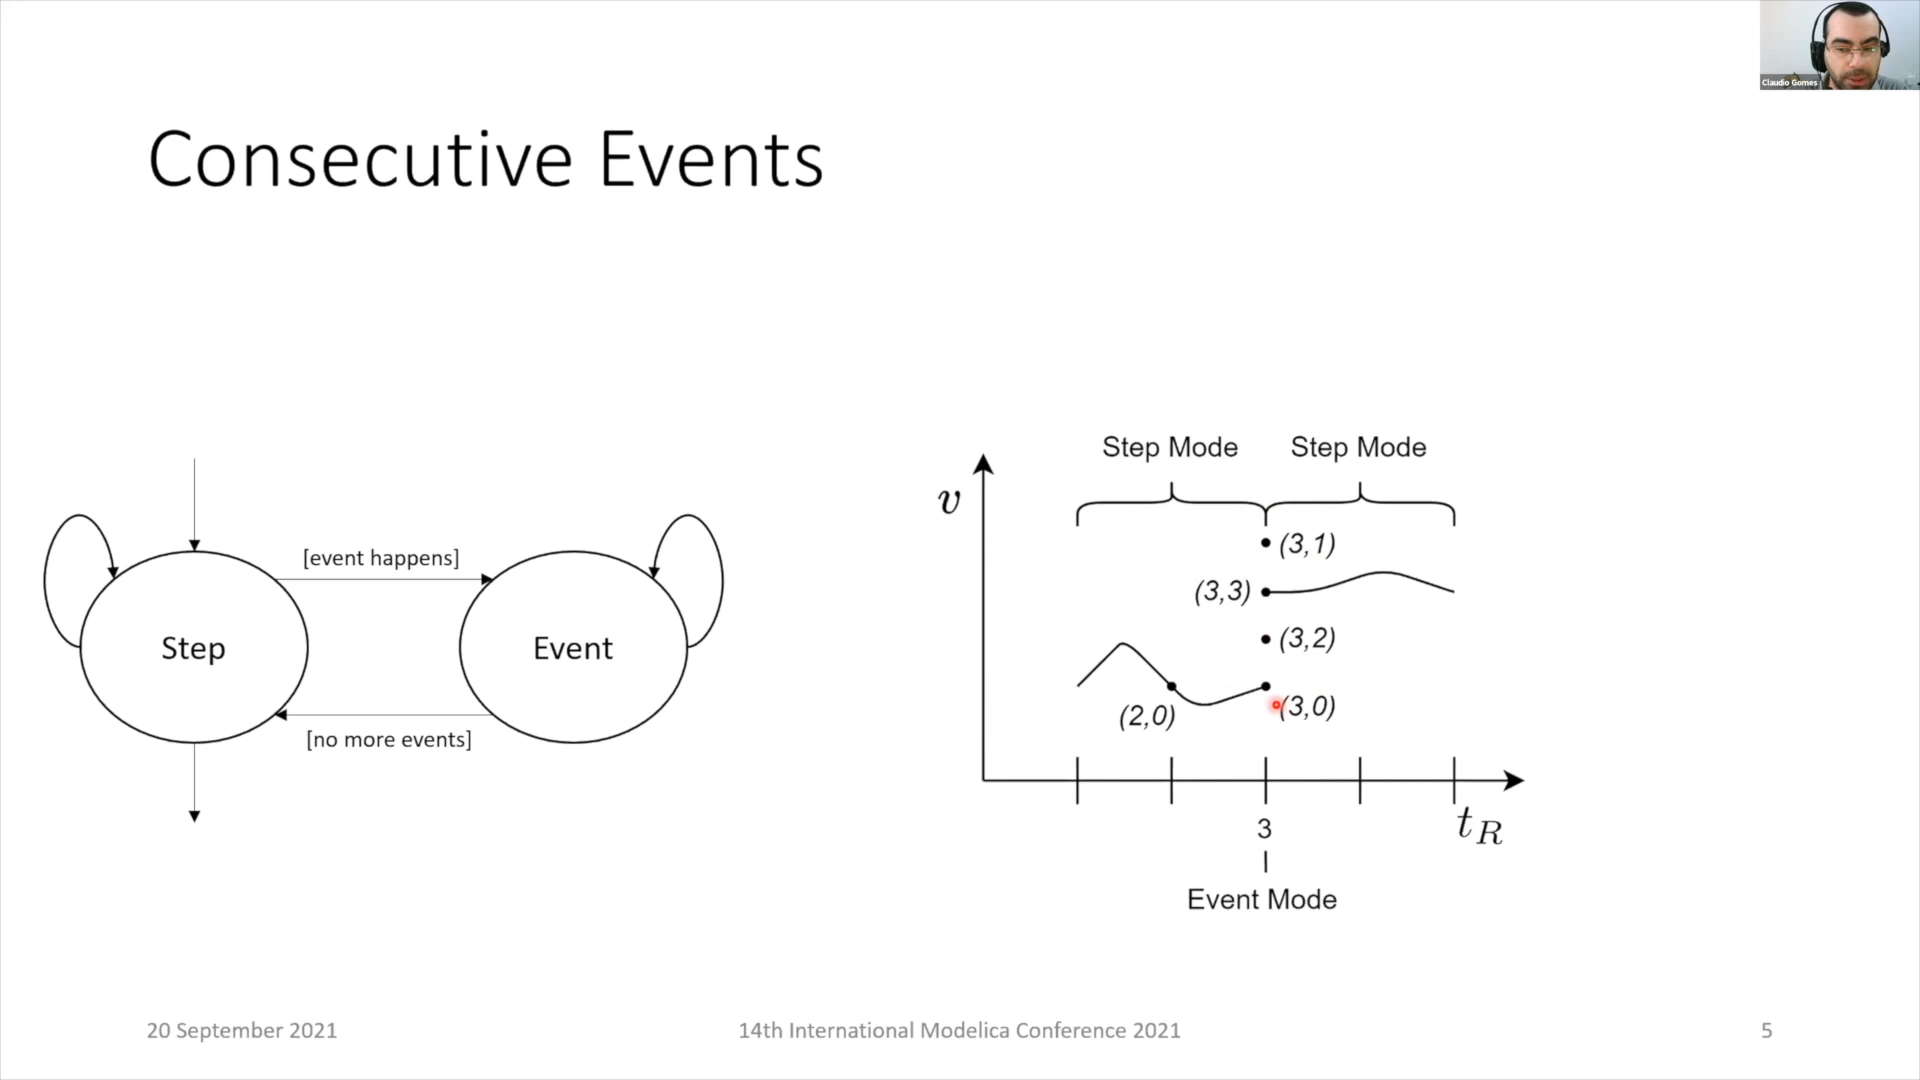 Claudio Gomes
Consecutive Events
[event happens]
Step
Event
[no more events]
Step Mode
Step Mode
v
(3,1)
(3,3)
(3,2)
(2,0)
(3,0)
3
t_R
Event Mode
20 September 2021
14th International Modelica Conference 2021
5